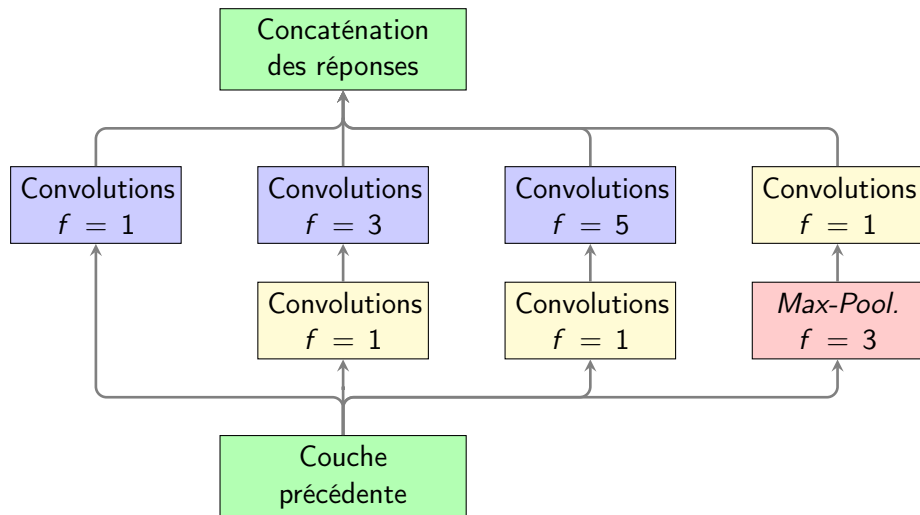 Concaténation
des réponses
Convolutions
f = 1
Convolutions
f = 3
Convolutions
f = 5
Convolutions
f = 1
Convolutions
f = 1
Convolutions
f = 1
Max-Pool.
f = 3
Couche
précédente